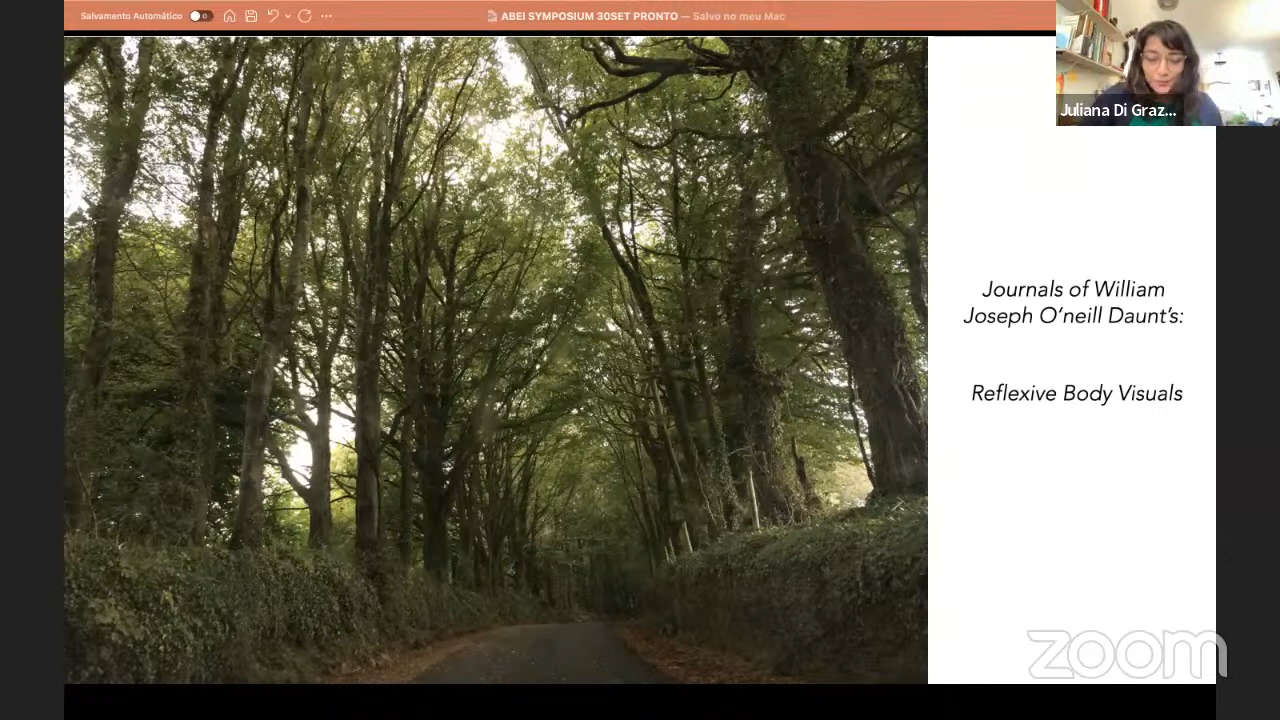 Salvamento Automático
ABEI SYMPOSIUM 30SET PRONTO — Salvo no meu Mac
Juliana Di Graz...
Journals of William
Joseph O'neill Daunt's:
Reflexive Body Visuals
zoom